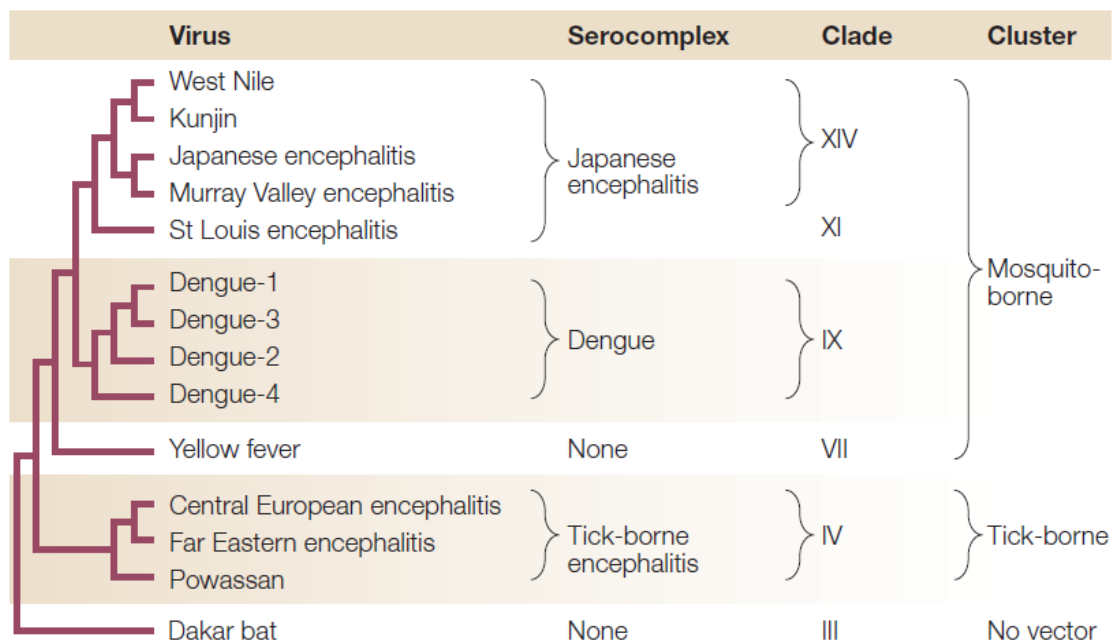 Virus Serocomplex Clade Cluster
West Nile
Kunjin
Japanese encephalitis
Murray Valley encephalitis
St Louis encephalitis
Japanese
encephalitis
XIV
XI
Dengue-1
Dengue-3
Dengue-2
Dengue-4
Dengue
IX
Mosquito-
borne
Yellow fever None VII
Central European encephalitis
Far Eastern encephalitis
Powassan
Tick-borne
encephalitis
IV
Tick-borne
Dakar bat None III No vector